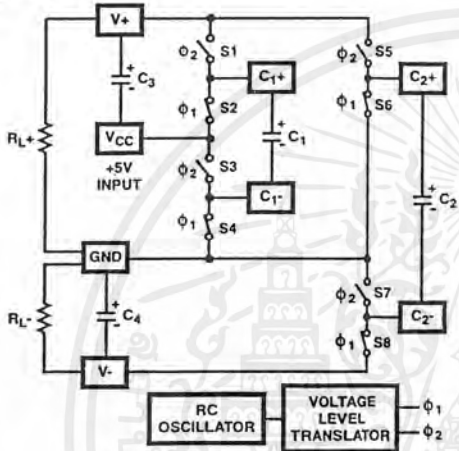 V+
S1
S5
ϕ2
ϕ2
C1+
C2+
+
C3
-
ϕ1
S2
ϕ1
S6
RL+
VCC
+
C1
-
+
C2
-
+5V
INPUT
ϕ2
S3
C1-
ϕ1
S4
GND
S7
ϕ2
RL-
+
C4
-
C2-
ϕ1
S8
V-
RC
OSCILLATOR
VOLTAGE
LEVEL
TRANSLATOR
ϕ1
ϕ2